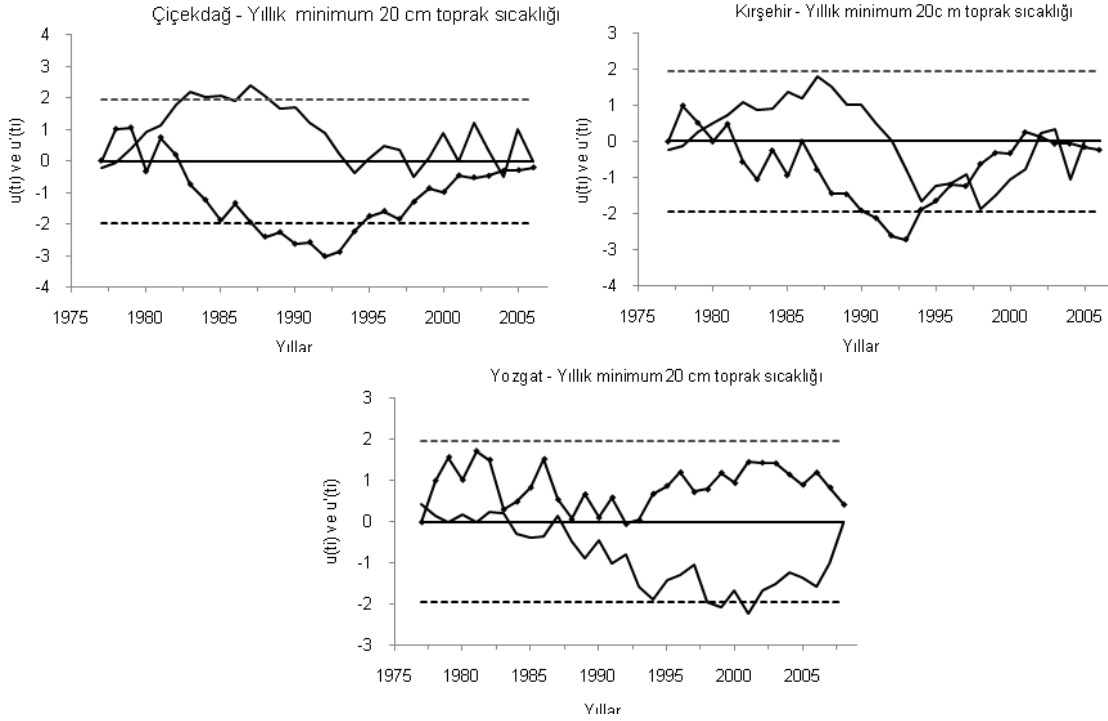 Çiçekdağ - Yıllık minimum 20 cm toprak sıcaklığı
4
3
2
1
0
-1
-2
-3
-4
u(ti) ve u'(ti)
1975 1980 1985 1990 1995 2000 2005
Yıllar
Kırşehir - Yıllık minimum 20c m toprak sıcaklığı
3
2
1
0
-1
-2
-3
-4
u(ti) ve u'(ti)
1975 1980 1985 1990 1995 2000 2005
Yıllar
Yozgat - Yıllık minimum 20 cm toprak sıcaklığı
3
2
1
0
-1
-2
-3
u(ti) ve u'(ti)
1975 1980 1985 1990 1995 2000 2005
Yıllar